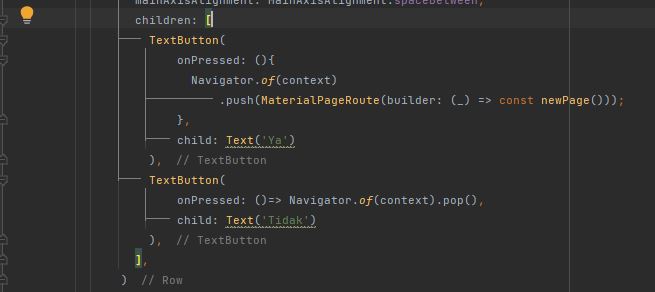 mainAxisAlignment: MainAxisAlignment.spaceBetween,
children: [
TextButton(
onPressed: (){
Navigator.of(context)
.push(MaterialPageRoute(builder: (_) => const newPage()));
},
child: Text('Ya')
), // TextButton
TextButton(
onPressed: ()=> Navigator.of(context).pop(),
child: Text('Tidak')
), // TextButton
],
) // Row